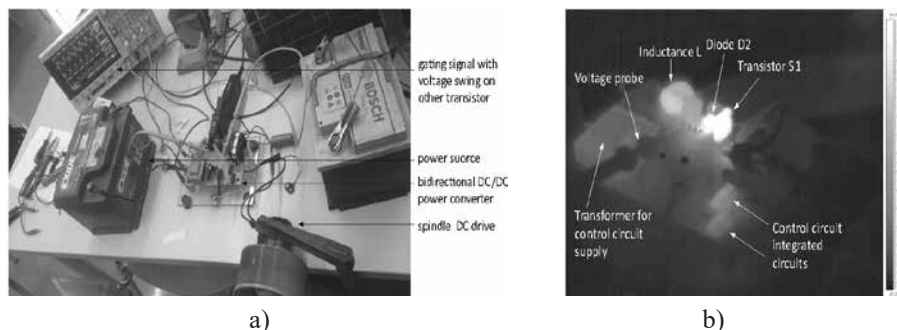 gating signal with
voltage swing on
other transistor
BOSCH
power suorce
bidirectional DC/DC
power converter
spindle DC drive
a)
Inductance L
Diode D2
Transistor S1
Voltage probe
Transformer for
control circuit
supply
Control circuit
integrated
circuits
b)